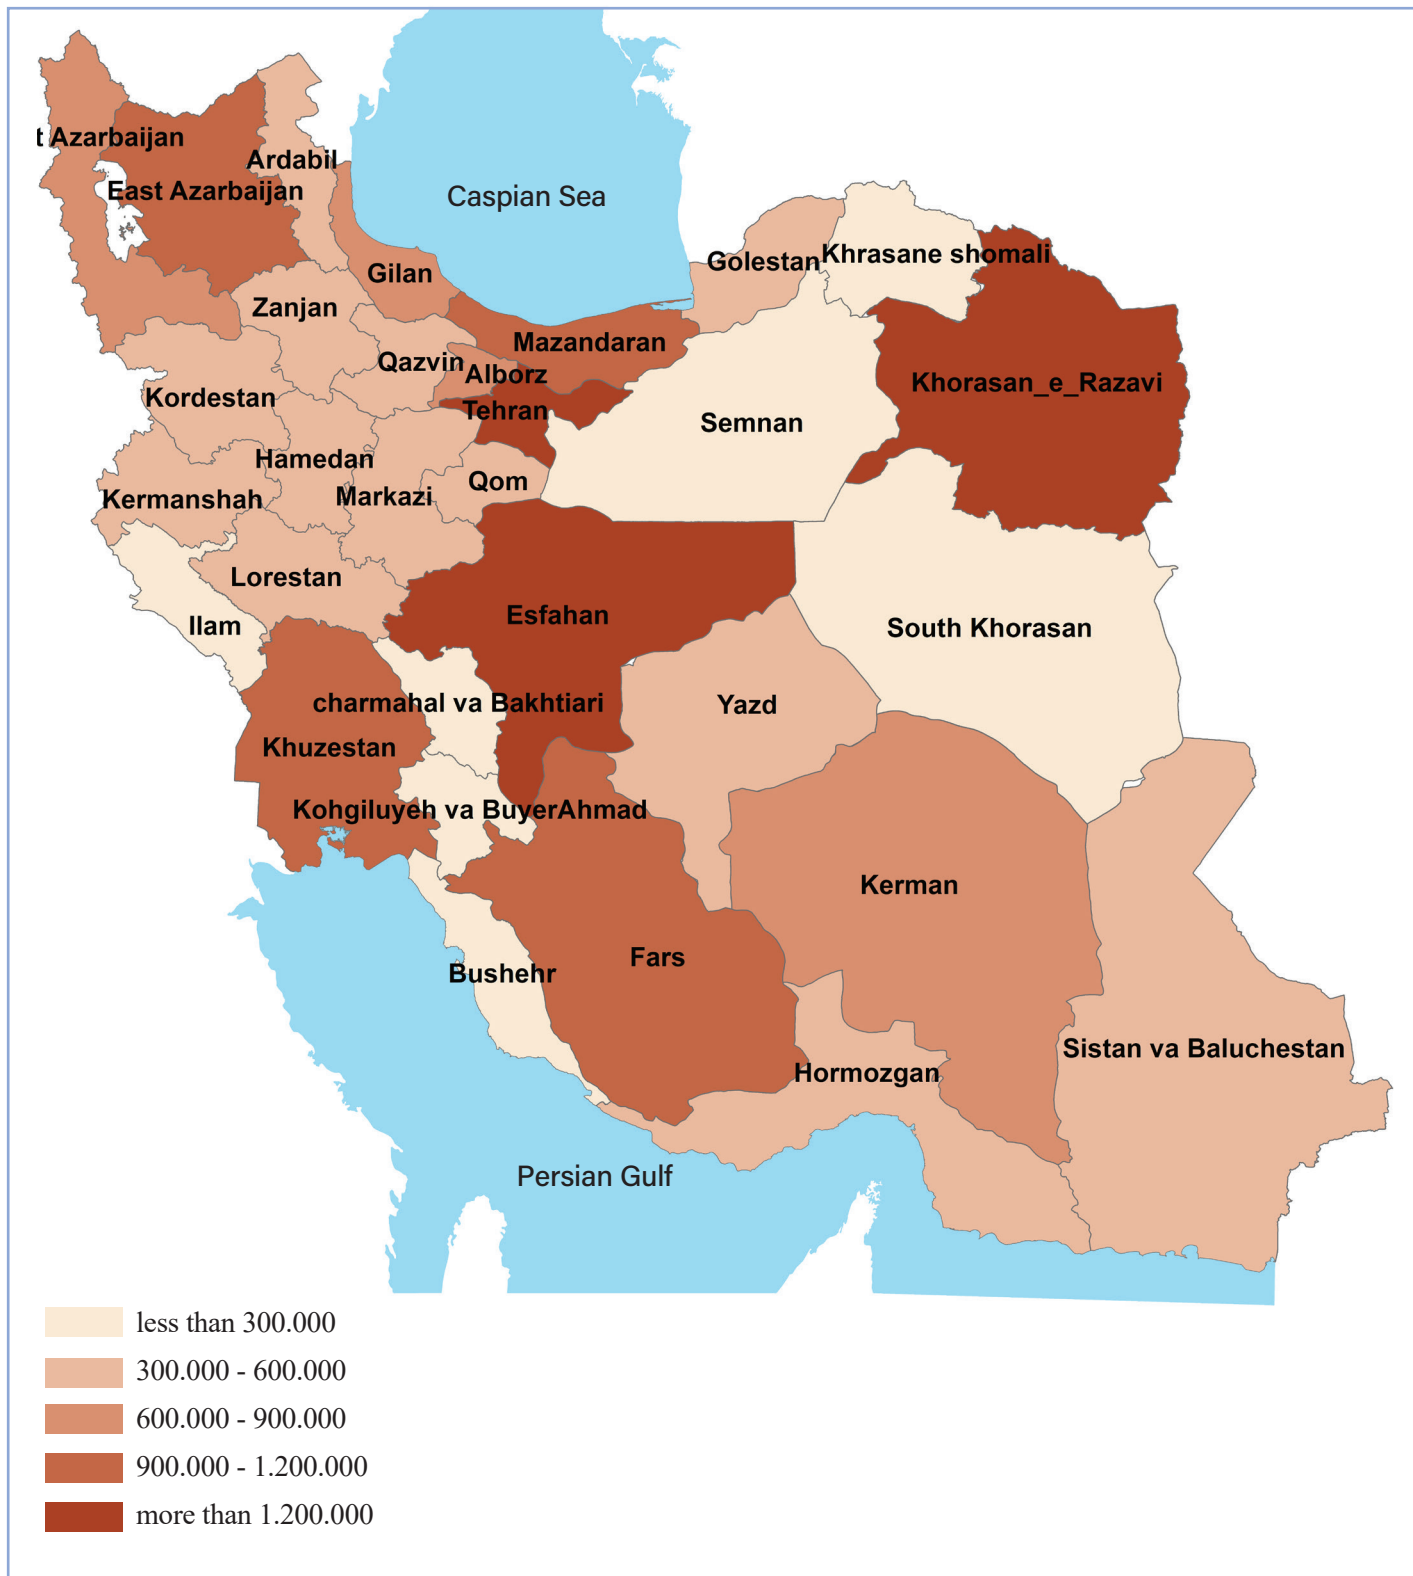 t Azarbaijan
Ardabil
East Azarbaijan
Caspian Sea
Khrasane shomali
Golestan
Gilan
Zanjan
Mazandaran
Qazvin
Alborz
Khorasan_e_Razavi
Kordestan
Tehran
Semnan
Hamedan
Qom
Markazi
Kermanshah
Lorestan
Esfahan
Ilam
South Khorasan
charmahal va Bakhtiari
Yazd
Khuzestan
Kohgiluyeh va BuyerAhmad
Kerman
Fars
Bushehr
Sistan va Baluchestan
Hormozgan
Persian Gulf
less than 300.000
300.000 - 600.000
600.000 - 900.000
900.000 - 1.200.000
more than 1.200.000